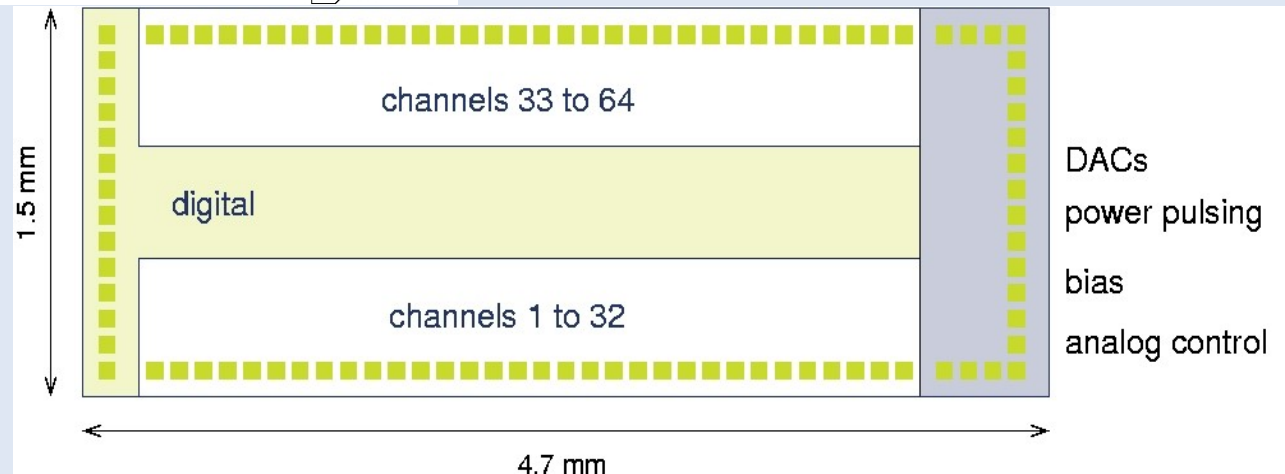 channels 33 to 64
1.5 mm
digital
channels 1 to 32
DACs
power pulsing
bias
analog control
4.7 mm